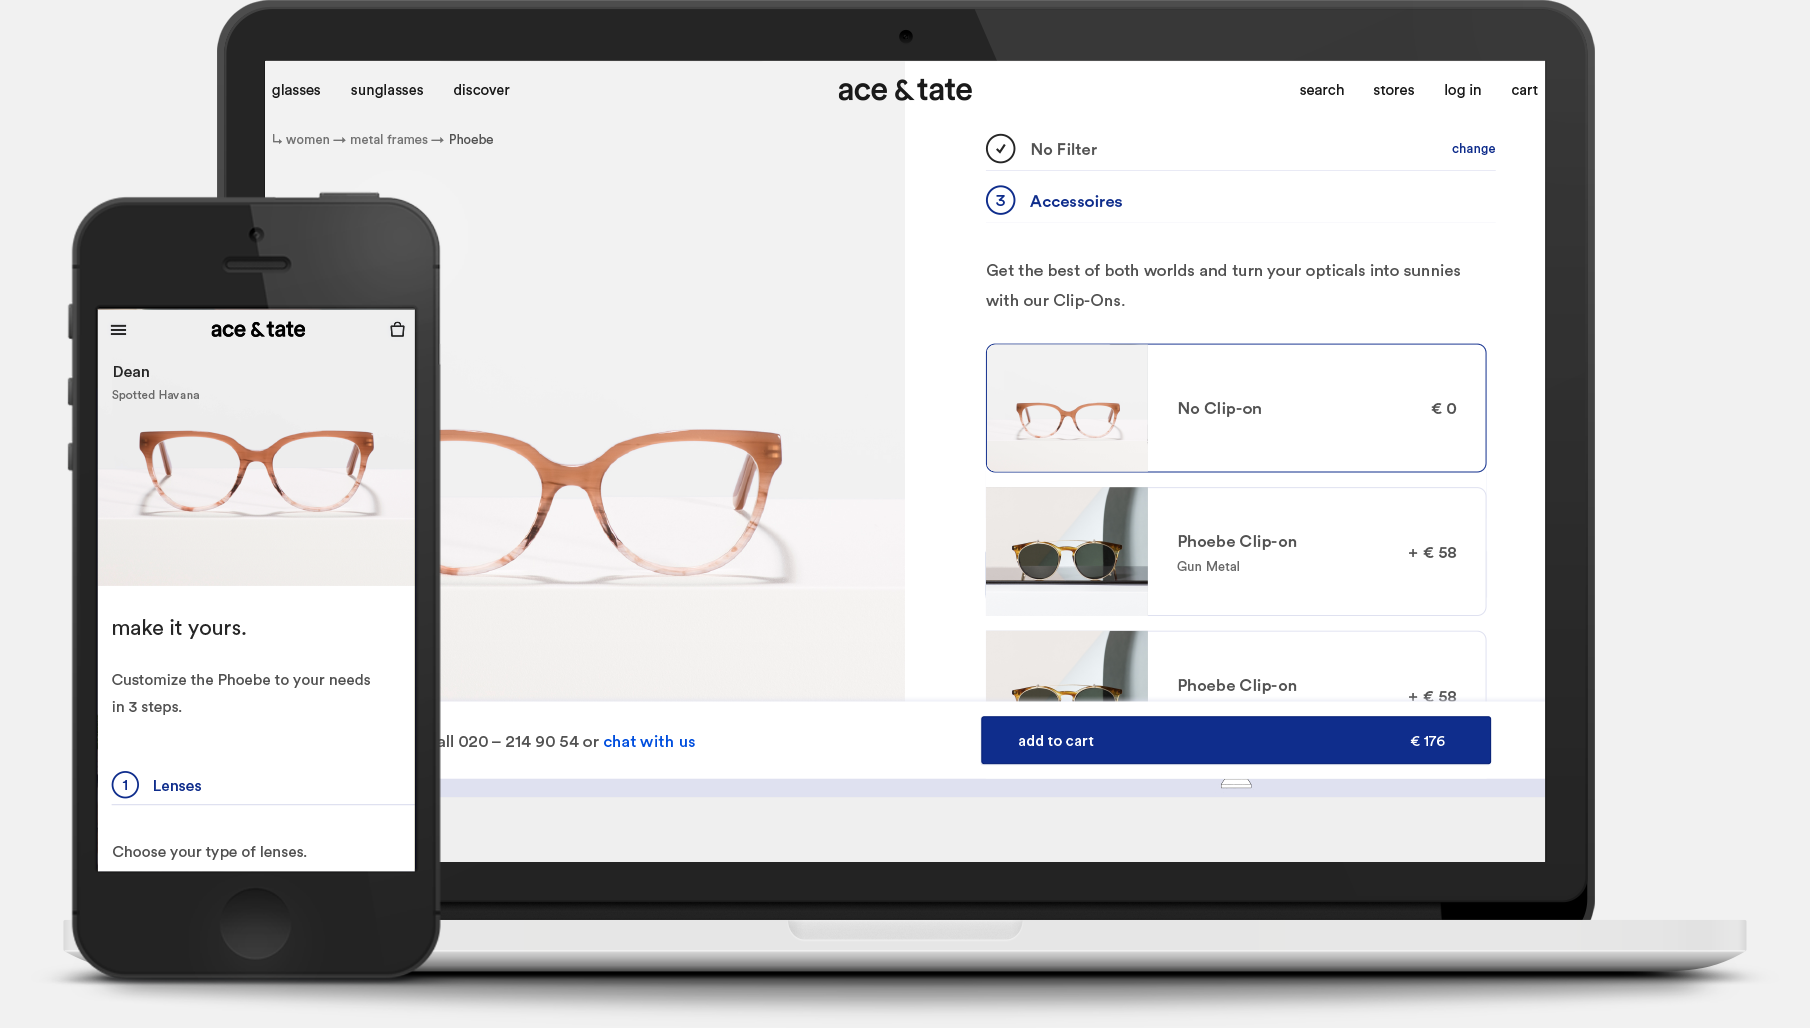 glasses sunglasses discover
ace & tate
search stores log in cart
↳ women → metal frames → Phoebe
No Filter
change
3 Accessoires
Get the best of both worlds and turn your opticals into sunnies
with our Clip-Ons.
No Clip-on
€ 0
Phoebe Clip-on
Gun Metal
+ € 58
Phoebe Clip-on
+ € 58
all 020 – 214 90 54 or chat with us
add to cart
€ 176
ace & tate
Dean
Spotted Havana
make it yours.
Customize the Phoebe to your needs
in 3 steps.
1 Lenses
Choose your type of lenses.